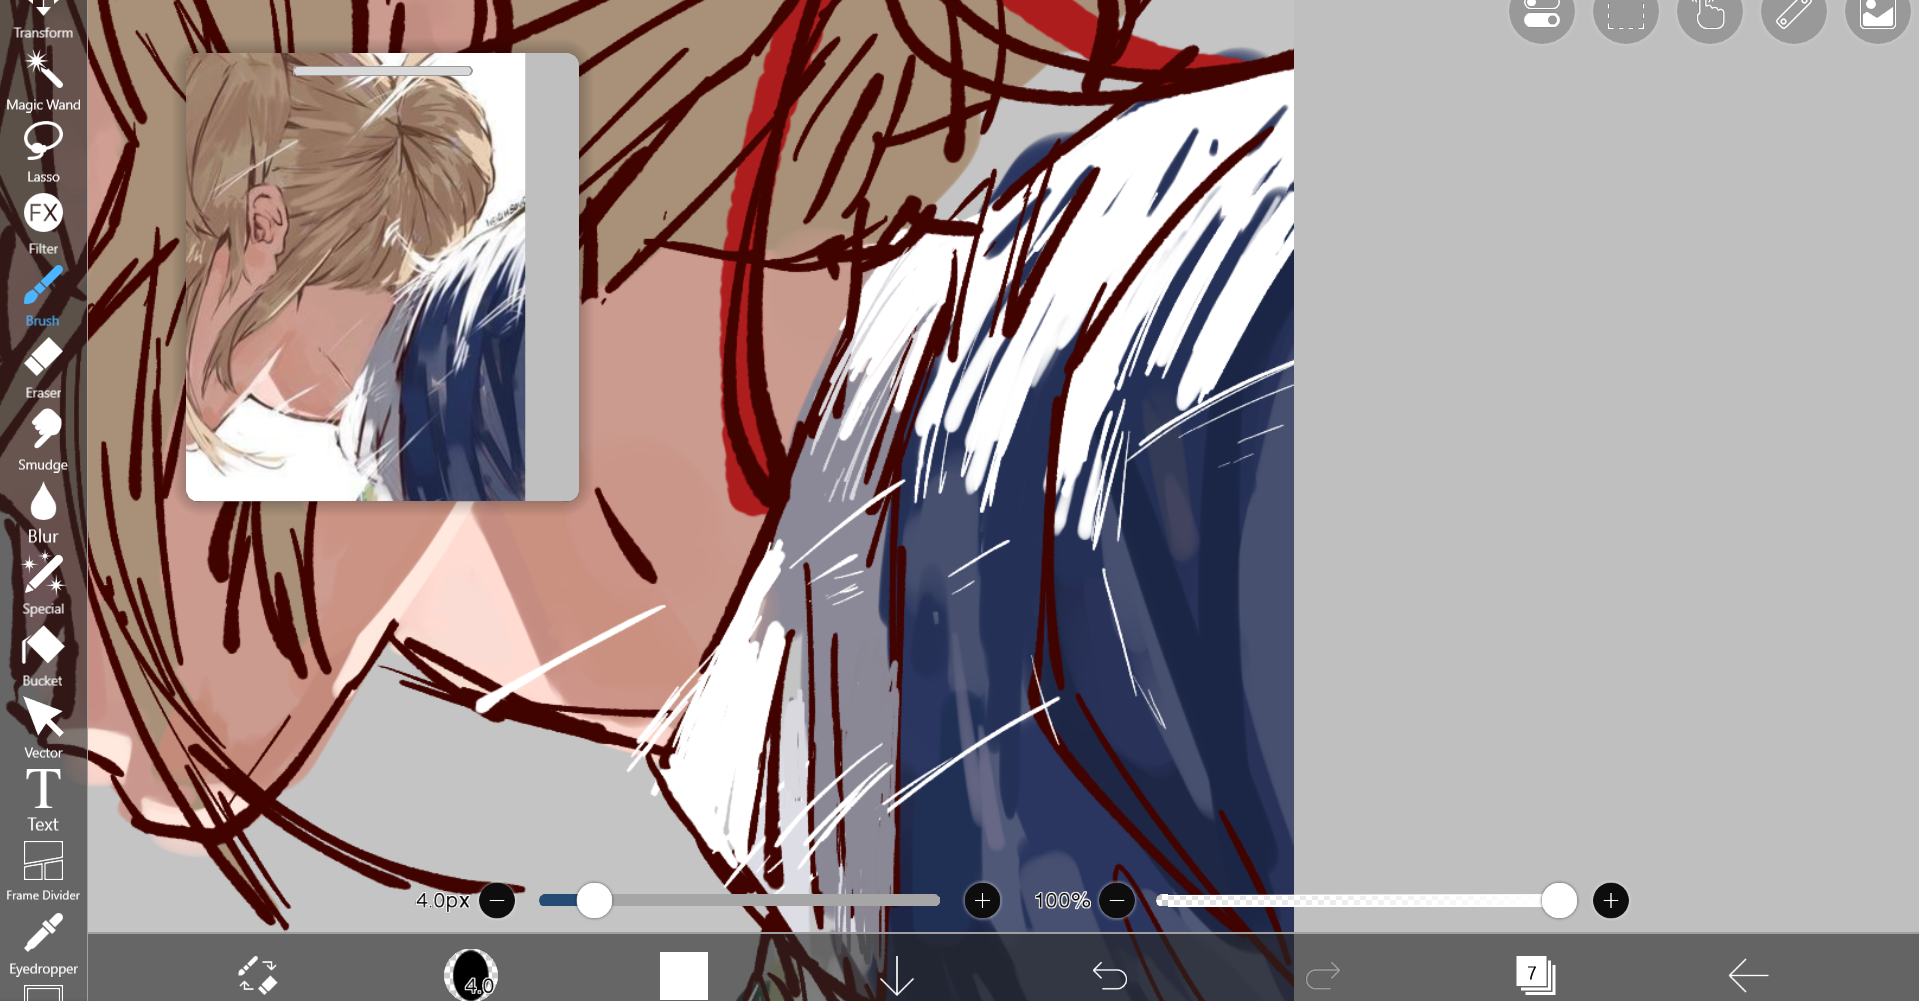 Transform
Magic Wand
Lasso
FX
Filter
Brush
Eraser
Smudge
Blur
Special
Bucket
Vector
T
Text
Frame Divider
Eyedropper
4.0px
100%
4.0
7